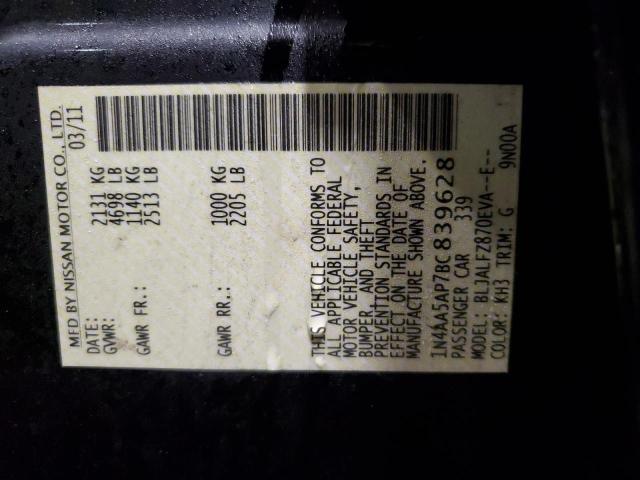 MFD BY NISSAN MOTOR CO., LTD.
DATE: 03/11
GVWR: 2131 KG
4698 LB
GAWR FR.: 1140 KG
2513 LB
GAWR RR.: 1000 KG
2205 LB
THIS VEHICLE CONFORMS TO
ALL APPLICABLE FEDERAL
MOTOR VEHICLE SAFETY,
BUMPER AND THEFT
PREVENTION STANDARDS IN
EFFECT ON THE DATE OF
MANUFACTURE SHOWN ABOVE.
1N4AA5AP7BC839628
PASSENGER CAR 339
MODEL: BLJALFZ870EVA--E--
COLOR: KH3 TRIM: G 9N00A